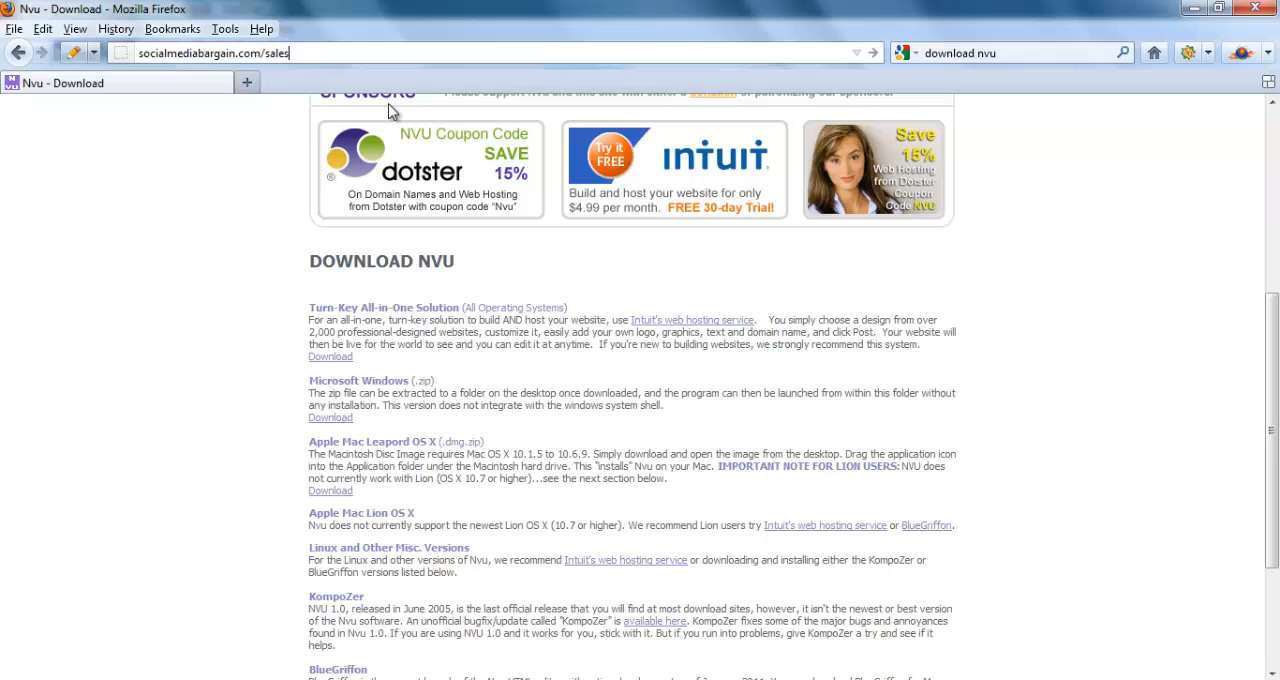 Nvu - Download - Mozilla Firefox
File Edit View History Bookmarks Tools Help
socialmediabargain.com/sales
download nvu
Nvu - Download
SPONSORS Please support Nvu and this site with either a donation or patronizing our sponsors.
NVU Coupon Code
SAVE
15%
dotster
®
On Domain Names and Web Hosting
from Dotster with coupon code "Nvu"
Try it
FREE
INTUIT.
Build and host your website for only
$4.99 per month. FREE 30-day Trial!
Save
15%
Web Hosting
from Dotster
Coupon
Code NVU
DOWNLOAD NVU
Turn-Key All-in-One Solution (All Operating Systems)
For an all-in-one, turn-key solution to build AND host your website, use Intuit's web hosting service. You simply choose a design from over
2,000 professional-designed websites, customize it, easily add your own logo, graphics, text and domain name, and click Post. Your website will
then be live for the world to see and you can edit it at anytime. If you're new to building websites, we strongly recommend this system.
Download
Microsoft Windows (.zip)
The zip file can be extracted to a folder on the desktop once downloaded, and the program can then be launched from within this folder without
any installation. This version does not integrate with the windows system shell.
Download
Apple Mac Leapord OS X (.dmg.zip)
The Macintosh Disc Image requires Mac OS X 10.1.5 to 10.6.9. Simply download and open the image from the desktop. Drag the application icon
into the Application folder under the Macintosh hard drive. This "installs" Nvu on your Mac. IMPORTANT NOTE FOR LION USERS: NVU does
not currently work with Lion (OS X 10.7 or higher)...see the next section below.
Download
Apple Mac Lion OS X
Nvu does not currently support the newest Lion OS X (10.7 or higher). We recommend Lion users try Intuit's web hosting service or BlueGriffon.
Linux and Other Misc. Versions
For the Linux and other versions of Nvu, we recommend Intuit's web hosting service or downloading and installing either the KompoZer or
BlueGriffon versions listed below.
KompoZer
NVU 1.0, released in June 2005, is the last official release that you will find at most download sites, however, it isn't the newest or best version
of the Nvu software. An unofficial bugfix/update called "KompoZer" is available here. KompoZer fixes some of the major bugs and annoyances
found in Nvu 1.0. If you are using NVU 1.0 and it works for you, stick with it. But if you run into problems, give KompoZer a try and see if it
helps.
BlueGriffon